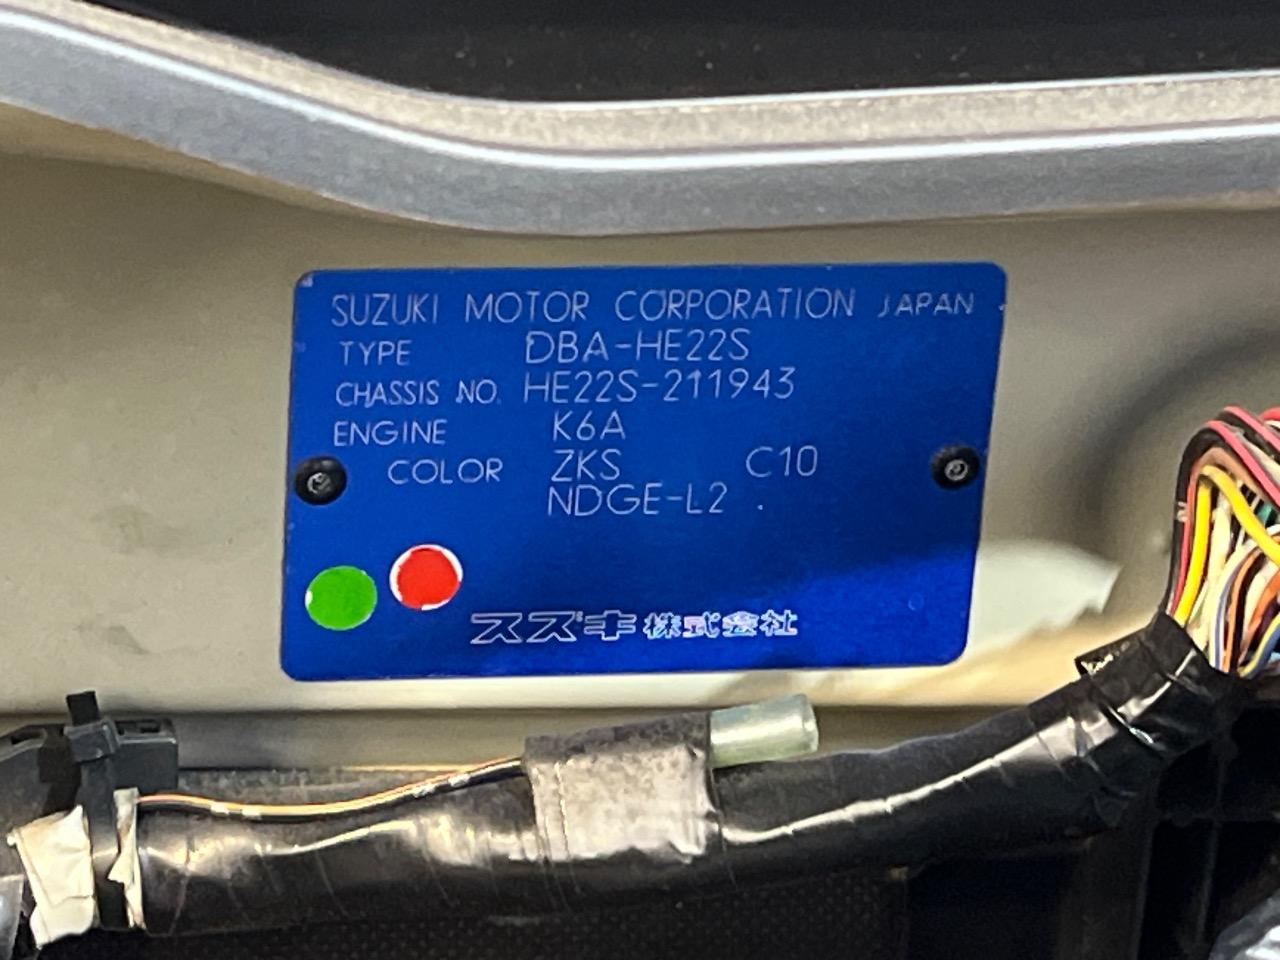 SUZUKI MOTOR CORPORATION JAPAN
TYPE DBA-HE22S
CHASSIS NO. HE22S-211943
ENGINE K6A
COLOR ZKS C10
NDGE-L2 .
スズキ株式会社